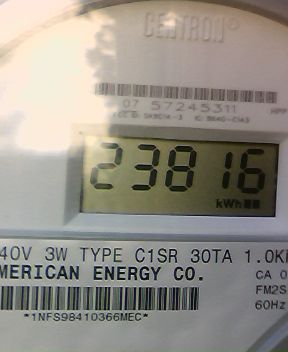 CENTRON®
07 57245311
23816
kWh
40V 3W TYPE C1SR 30TA 1.0K
MERICAN ENERGY CO.
CA 0
FM2S
60Hz
*1NFS98410366MEC*